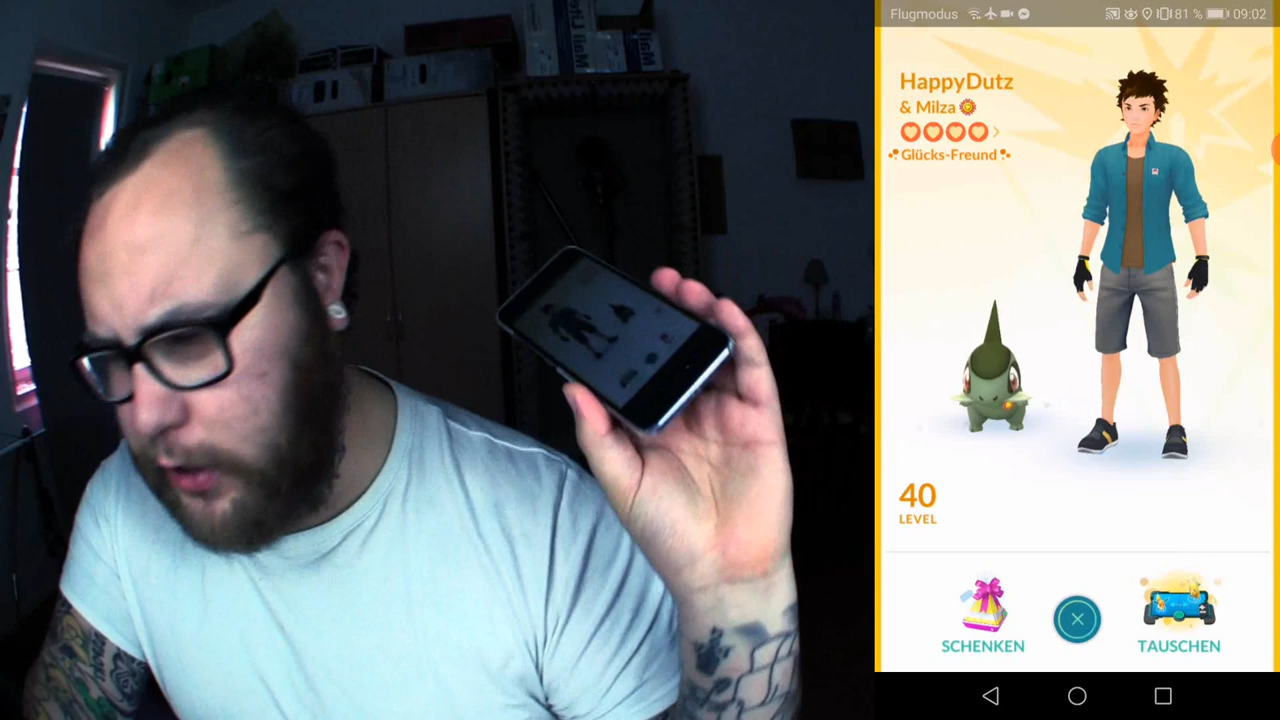 Flugmodus 81 % 09:02
HappyDutz
& Milza
Glücks-Freund
40
LEVEL
SCHENKEN
TAUSCHEN